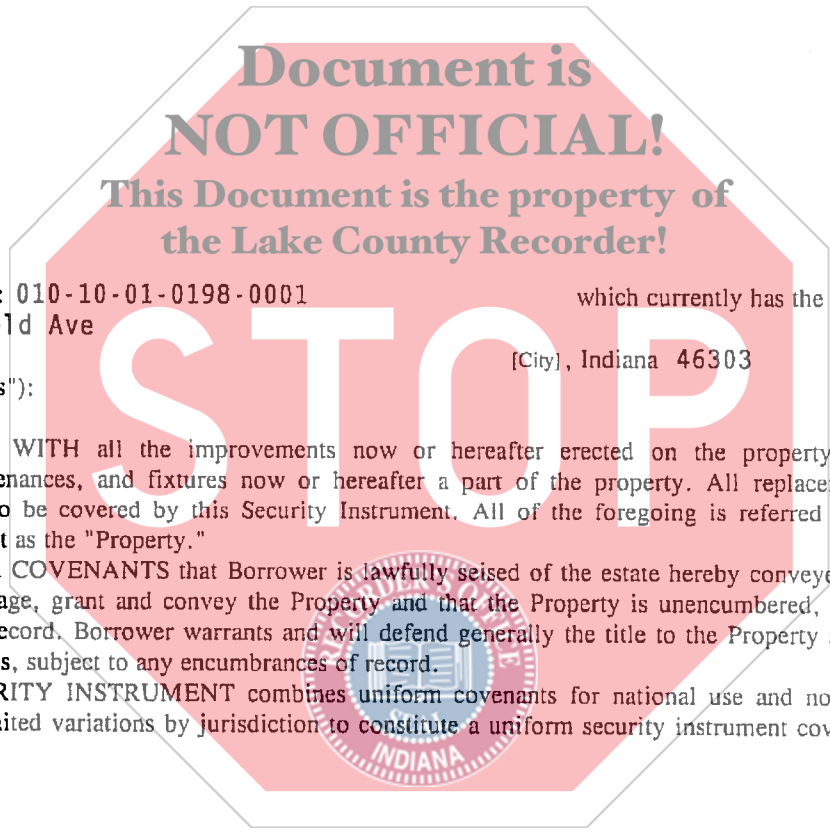 Document is
NOT OFFICIAL!
This Document is the property of
the Lake County Recorder!
: 010-10-01-0198-0001 which currently has the
ld Ave
[City], Indiana 46303
s"):
STOP
WITH all the improvements now or hereafter erected on the property
enances, and fixtures now or hereafter a part of the property. All replace
o be covered by this Security Instrument. All of the foregoing is referred
t as the "Property."
COVENANTS that Borrower is lawfully seised of the estate hereby conveye
age, grant and convey the Property and that the Property is unencumbered,
ecord. Borrower warrants and will defend generally the title to the Property
s, subject to any encumbrances of record.
RITY INSTRUMENT combines uniform covenants for national use and no
ited variations by jurisdiction to constitute a uniform security instrument cov
RECORDER'S OFFICE
INDIANA